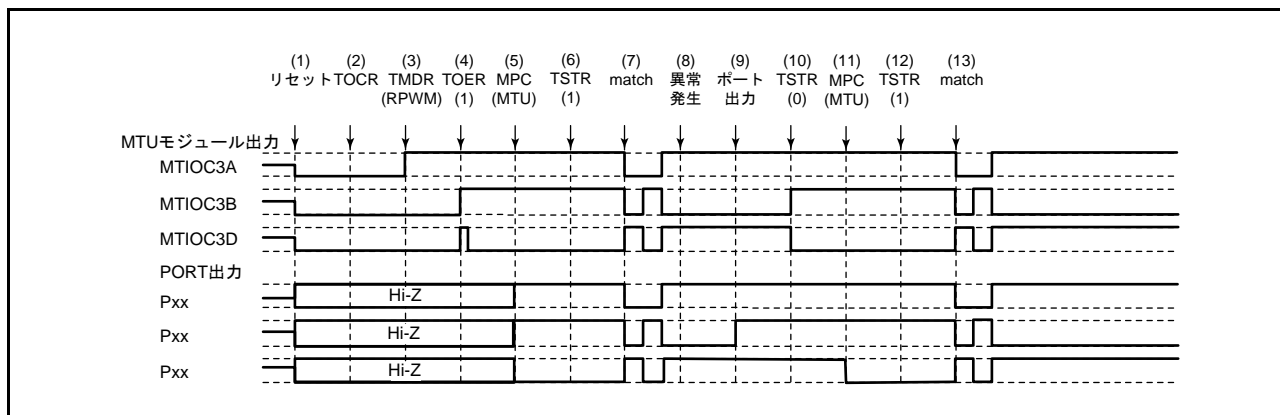 (1) (2) (3) (4) (5) (6) (7) (8) (9) (10) (11) (12) (13)
リセット TOCR TMDR TOER MPC TSTR match 異常 ポート TSTR MPC TSTR match
(RPWM) (1) (MTU) (1) 発生 出力 (0) (MTU) (1)
MTUモジュール出力
MTIOC3A
MTIOC3B
MTIOC3D
PORT出力
Pxx Hi-Z
Pxx Hi-Z
Pxx Hi-Z